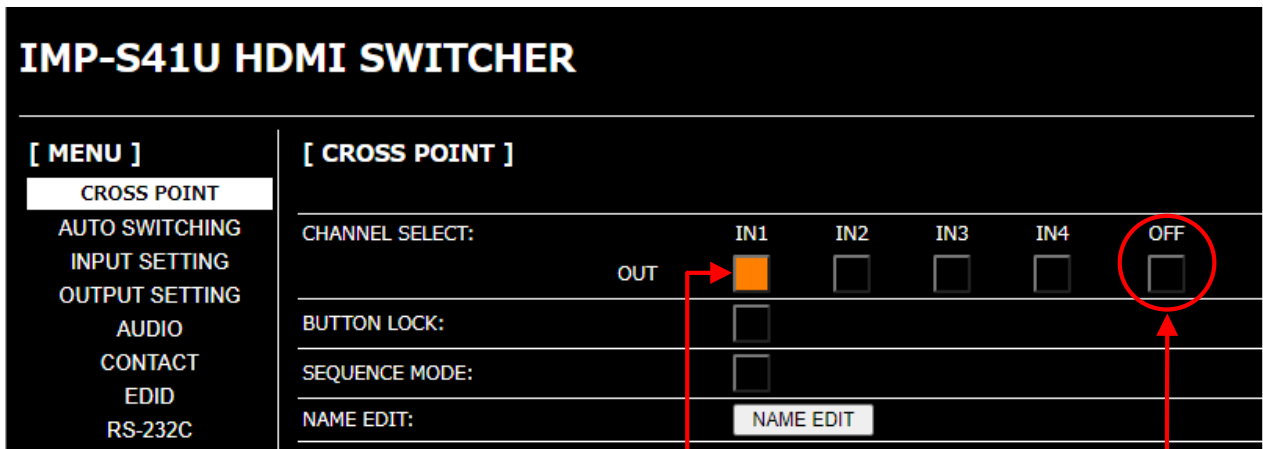 IMP-S41U HDMI SWITCHER
[ MENU ]
CROSS POINT
AUTO SWITCHING
INPUT SETTING
OUTPUT SETTING
AUDIO
CONTACT
EDID
RS-232C
[ CROSS POINT ]
CHANNEL SELECT: IN1 IN2 IN3 IN4 OFF
OUT
BUTTON LOCK:
SEQUENCE MODE:
NAME EDIT: NAME EDIT